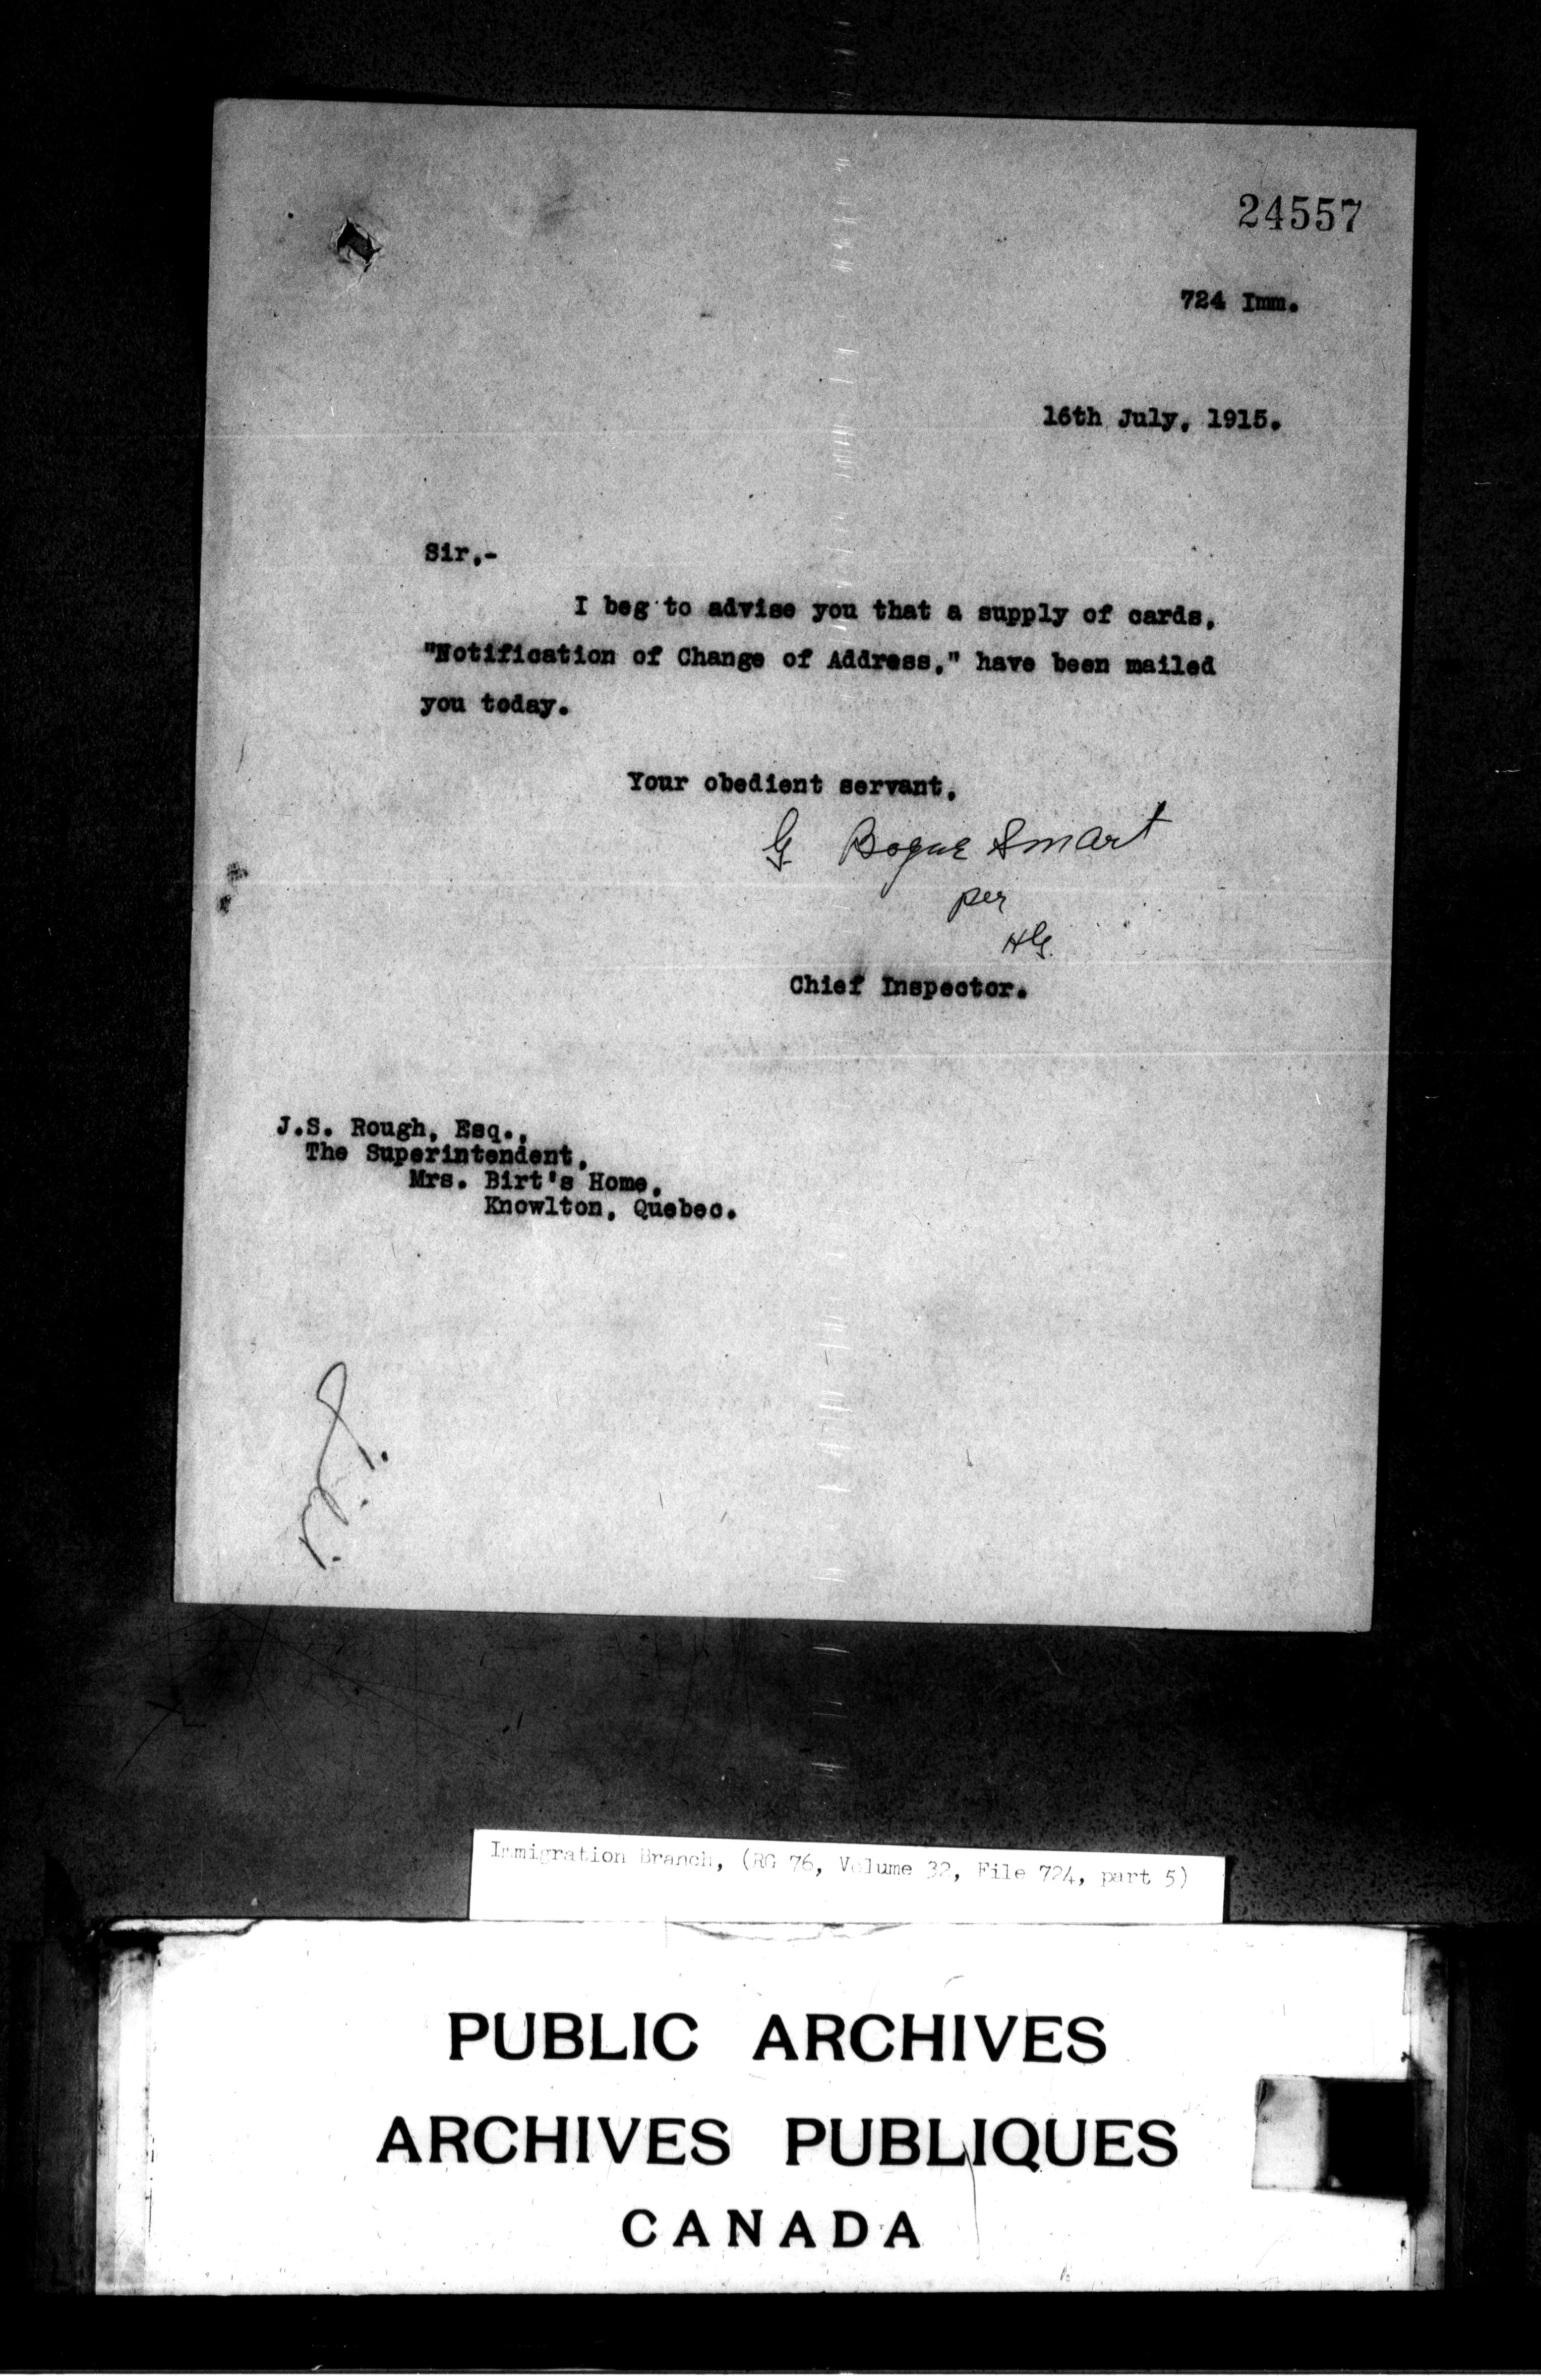 24557
724 Imm.
16th July, 1915.
Sir,-
I beg to advise you that a supply of cards,
"Notification of Change of Address," have been mailed
you today.
Your obedient servant,
G Bogue Smart
per
HG.
Chief Inspector.
J.S. Rough, Esq.,
The Superintendent,
Mrs. Birt's Home,
Knowlton, Quebec.
Immigration Branch, (RG 76, Volume 32, File 724, part 5)
PUBLIC ARCHIVES
ARCHIVES PUBLIQUES
CANADA